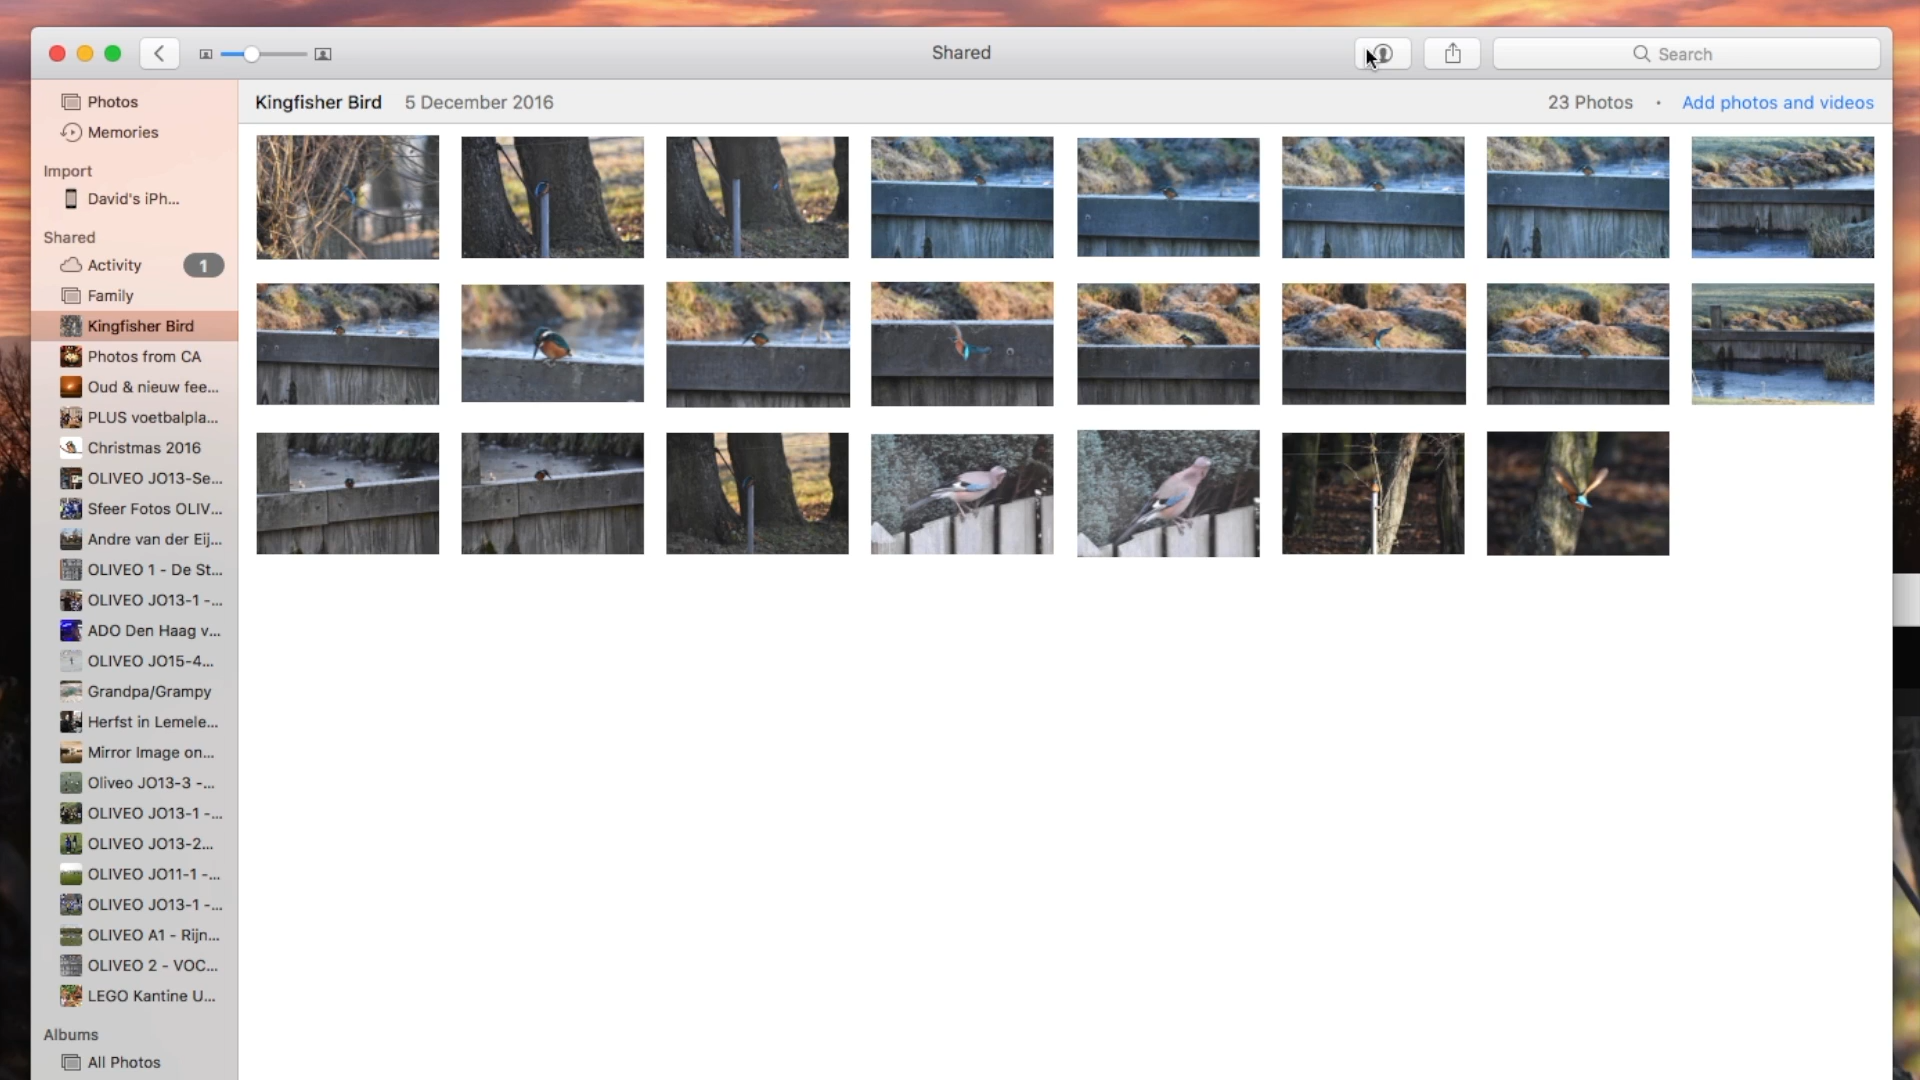 Shared
Search
Photos
Memories
Import
David's iPh...
Shared
Activity
1
Family
Kingfisher Bird
Photos from CA
Oud & nieuw fee...
PLUS voetbalpla...
Christmas 2016
OLIVEO JO13-Se...
Sfeer Fotos OLIV...
Andre van der Eij...
OLIVEO 1 - De St...
OLIVEO JO13-1 -...
ADO Den Haag v...
OLIVEO JO15-4...
Grandpa/Grampy
Herfst in Lemele...
Mirror Image on...
Oliveo JO13-3 -...
OLIVEO JO13-1 -...
OLIVEO JO13-2...
OLIVEO JO11-1 -...
OLIVEO JO13-1 -...
OLIVEO A1 - Rijn...
OLIVEO 2 - VOC...
LEGO Kantine U...
Albums
All Photos
Kingfisher Bird 5 December 2016
23 Photos · Add photos and videos